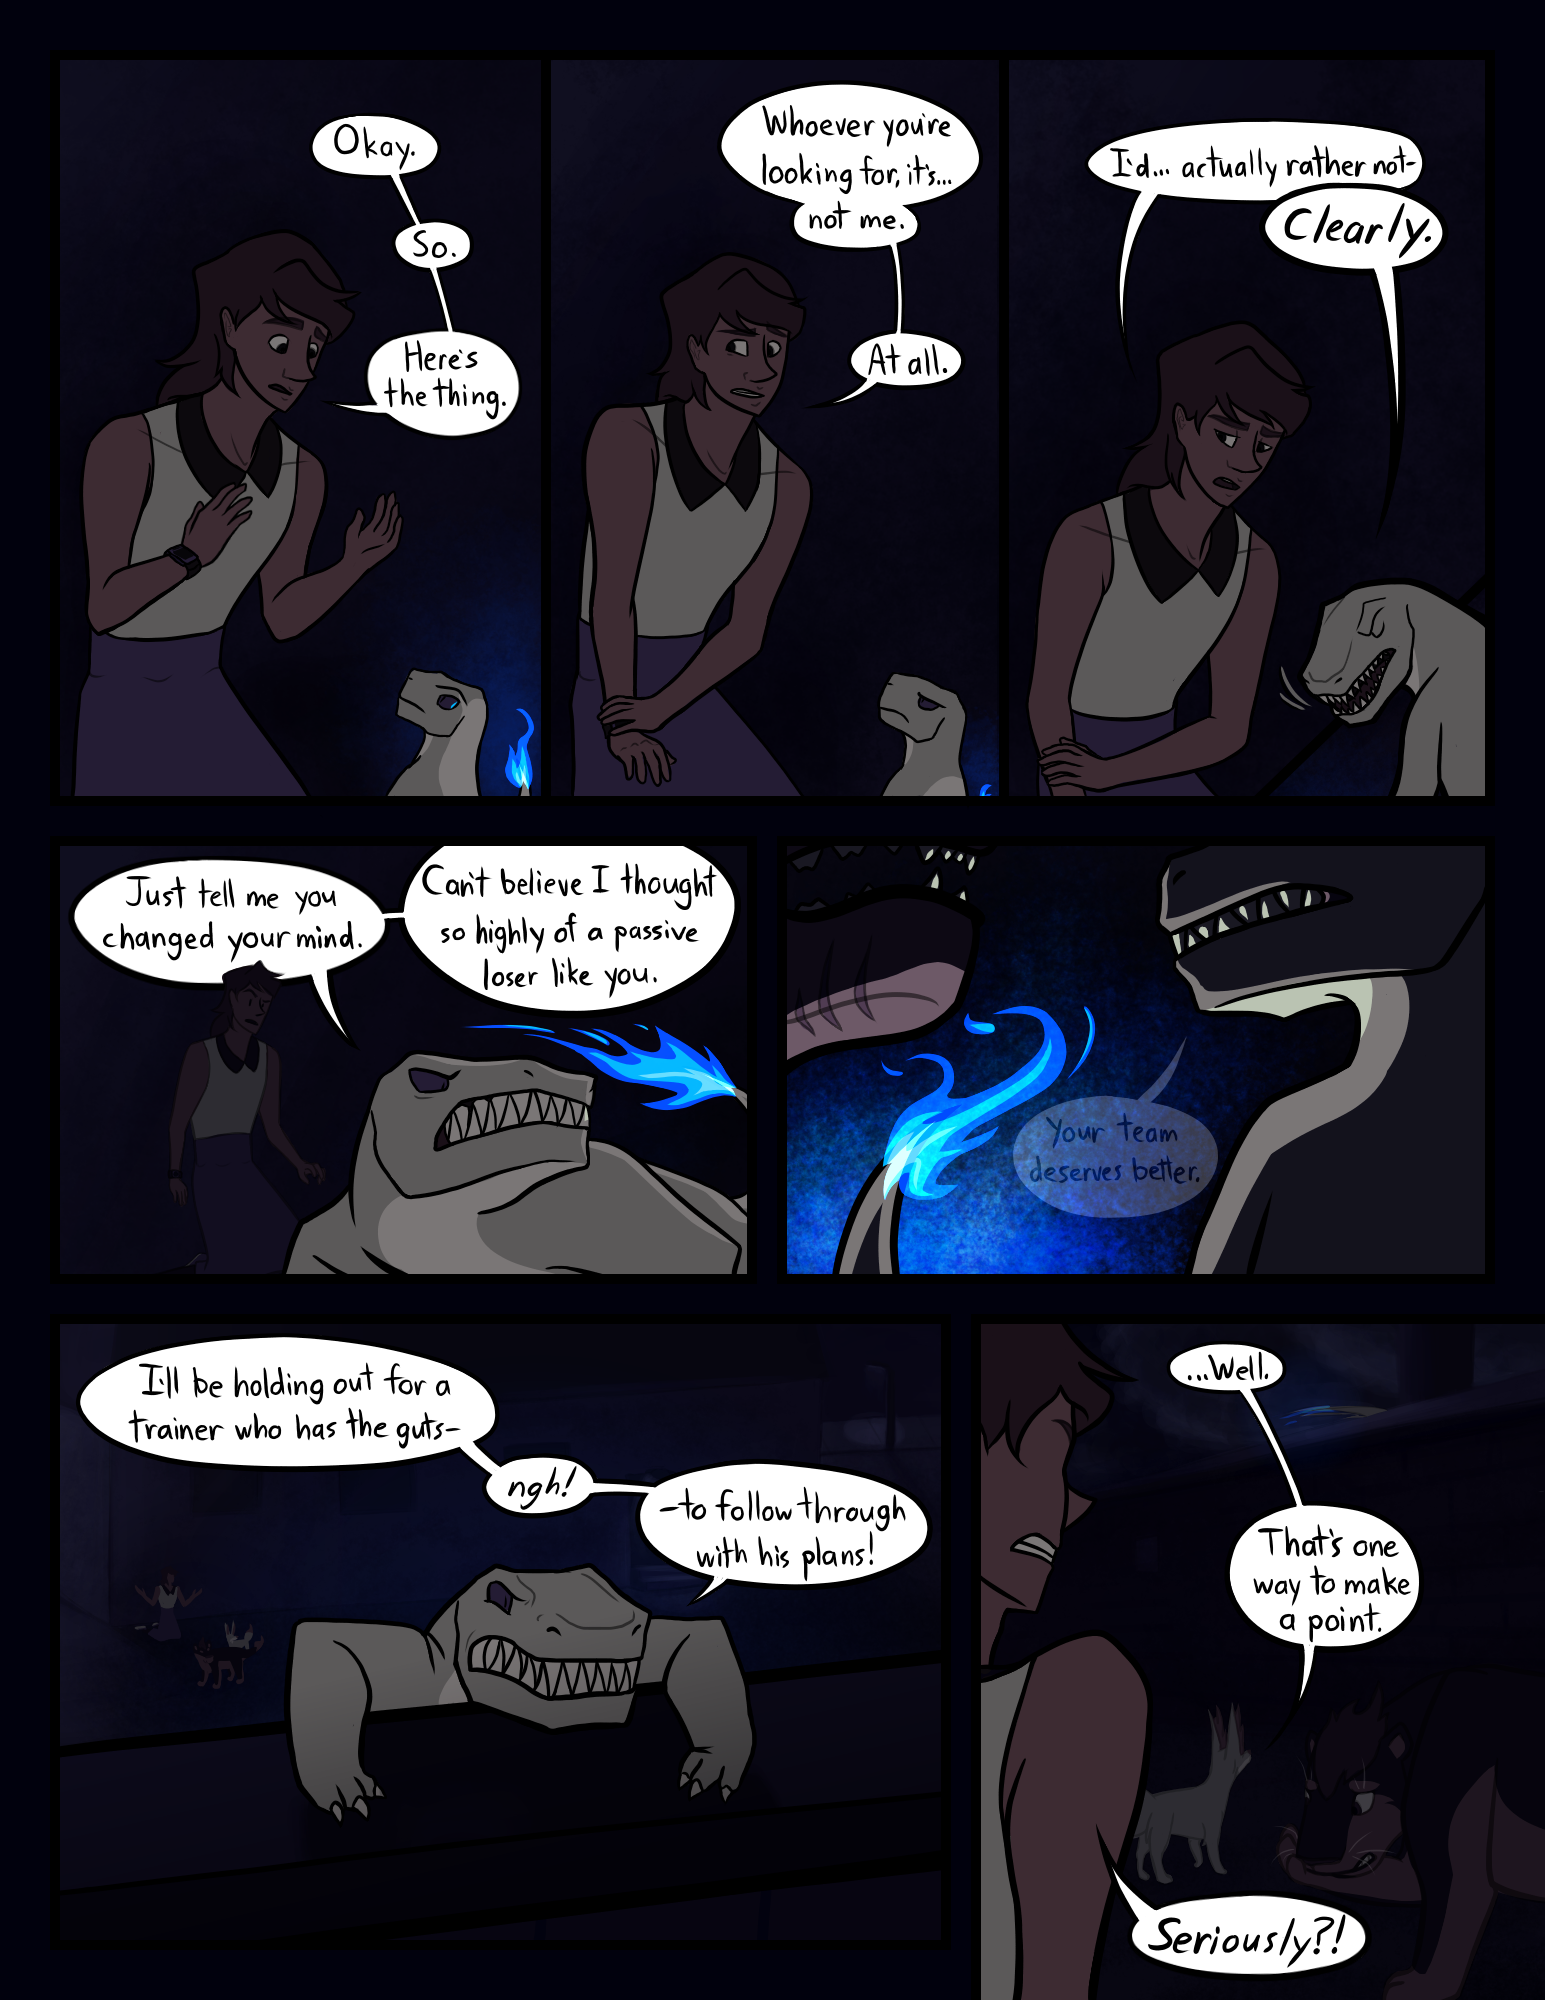 Okay.
So.
Here's
the thing.
Whoever you're
looking for, it's...
not me.
At all.
I'd... actually rather not-
Clearly.
Just tell me you
changed your mind.
Can't believe I thought
so highly of a passive
loser like you.
Your team
deserves better.
I'll be holding out for a
trainer who has the guts-
ngh!
-to follow through
with his plans!
...Well.
That's one
way to make
a point.
Seriously?!